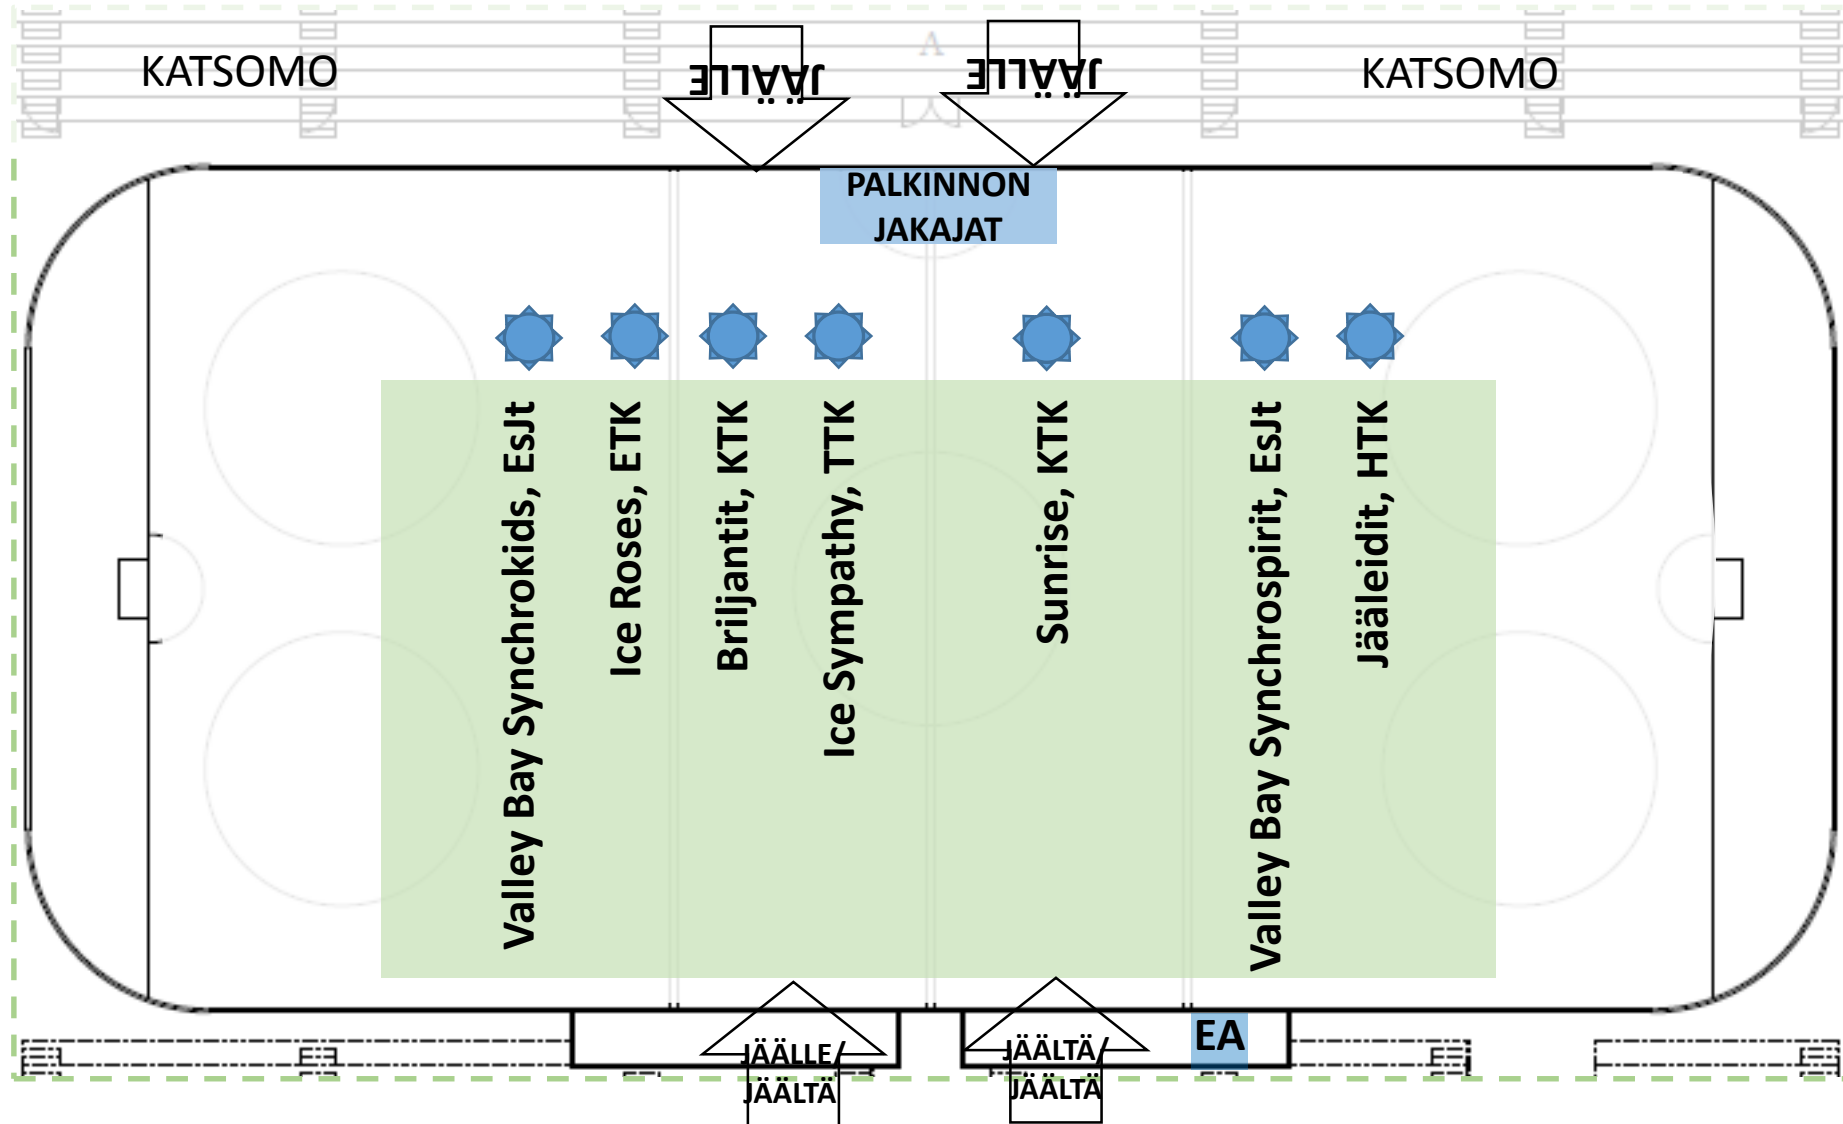 KATSOMO
JÄÄLLE
JÄÄLLE
KATSOMO
PALKINNON
JAKAJAT
Valley Bay Synchrokids, EsJt
Ice Roses, ETK
Briljantit, KTK
Ice Sympathy, TTK
Sunrise, KTK
Valley Bay Synchrospirit, EsJt
Jääleidit, HTK
JÄÄLLE/
JÄÄLTÄ
JÄÄLTÄ/
JÄÄLTÄ
EA